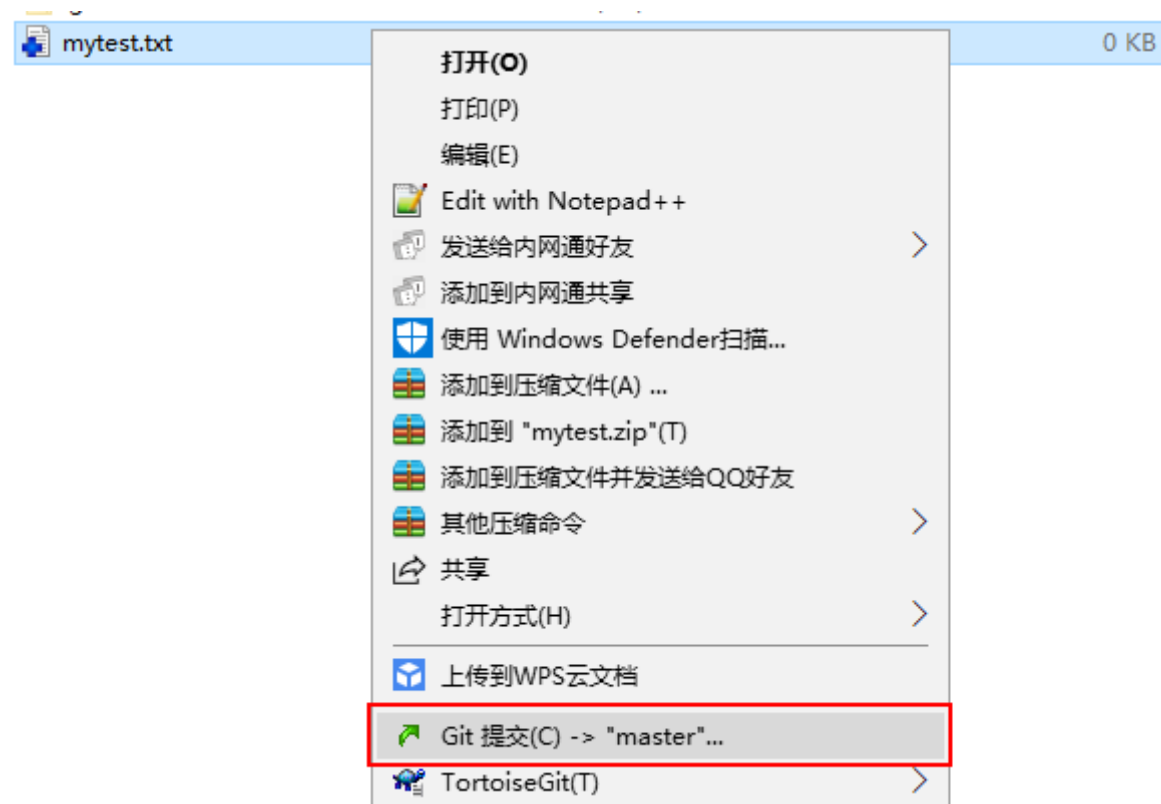 mytest.txt
0 KB
打开(O)
打印(P)
编辑(E)
Edit with Notepad++
发送给内网通好友
添加到内网通共享
使用 Windows Defender扫描...
添加到压缩文件(A) ...
添加到 "mytest.zip"(T)
添加到压缩文件并发送给QQ好友
其他压缩命令
共享
打开方式(H)
上传到WPS云文档
Git 提交(C) -> "master"...
TortoiseGit(T)